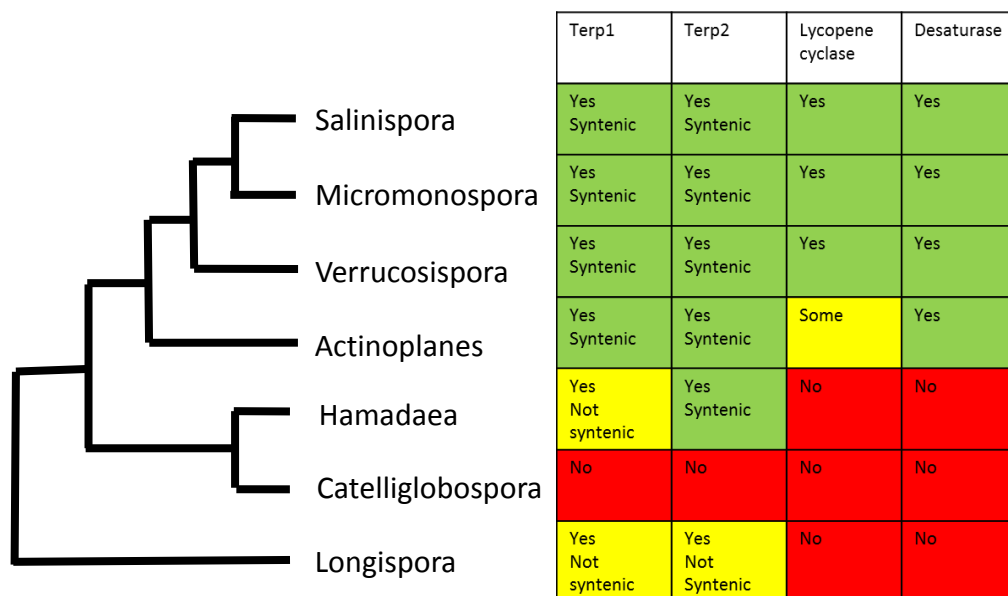 Terp1 Terp2 Lycopene cyclase Desaturase
Salinispora
Yes Syntenic
Yes Syntenic
Yes
Yes
Micromonospora
Yes Syntenic
Yes Syntenic
Yes
Yes
Verrucosispora
Yes Syntenic
Yes Syntenic
Yes
Yes
Actinoplanes
Yes Syntenic
Yes Syntenic
Some
Yes
Hamadaea
Yes Not syntenic
Yes Syntenic
No
No
Catelliglobospora
No
No
No
No
Longispora
Yes Not syntenic
Yes Not Syntenic
No
No